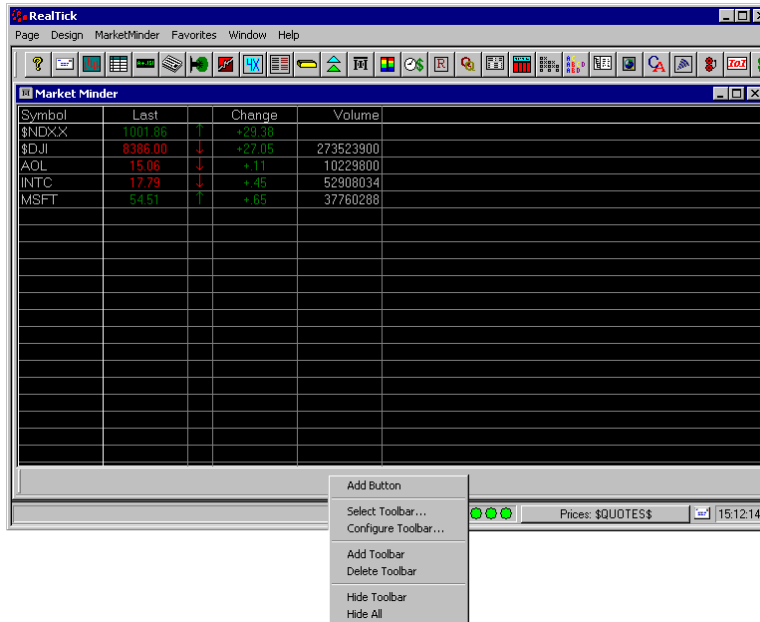 RealTick
Page Design MarketMinder Favorites Window Help
Market Minder
Symbol Last Change Volume
$NDX.X 1001.86 ↑ +29.38
$DJI 8386.00 ↓ +27.05 273523900
AOL 15.06 ↓ +.11 10229800
INTC 17.79 ↓ +.45 52908034
MSFT 54.51 ↑ +.65 37760288
Add Button
Select Toolbar...
Configure Toolbar...
Add Toolbar
Delete Toolbar
Hide Toolbar
Hide All
Prices: $QUOTES$ 15:12:14